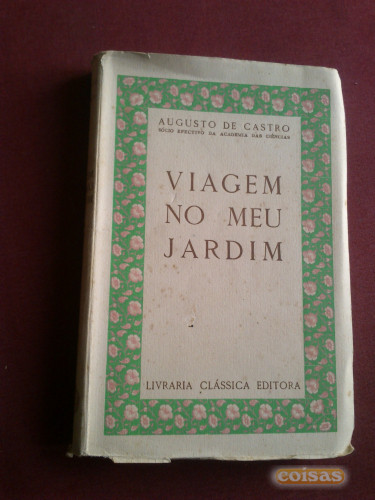 AUGUSTO DE CASTRO
SÓCIO EFECTIVO DA ACADEMIA DAS CIÊNCIAS
VIAGEM
NO MEU
JARDIM
LIVRARIA CLÁSSICA EDITORA
coisas